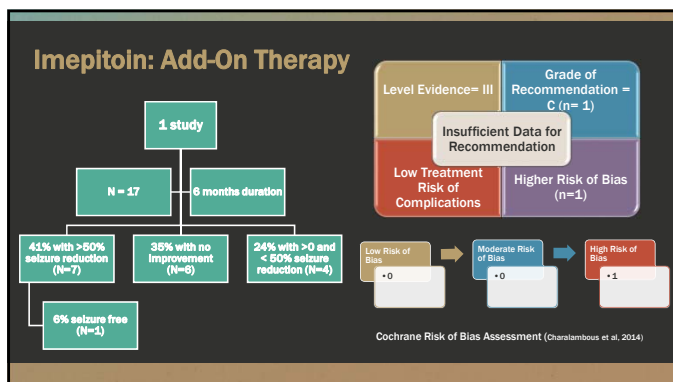 Imepitoin: Add-On Therapy
1 study
N = 17
6 months duration
41% with >50%
seizure reduction
(N=7)
35% with no
improvement
(N=6)
24% with >0 and
< 50% seizure
reduction (N=4)
6% seizure free
(N=1)
Level Evidence= III
Grade of
Recommendation =
C (n= 1)
Insufficient Data for
Recommendation
Low Treatment
Risk of
Complications
Higher Risk of Bias
(n=1)
Low Risk of
Bias
•0
Moderate Risk
of Bias
•0
High Risk of
Bias
•1
Cochrane Risk of Bias Assessment (Charalambous et al, 2014)